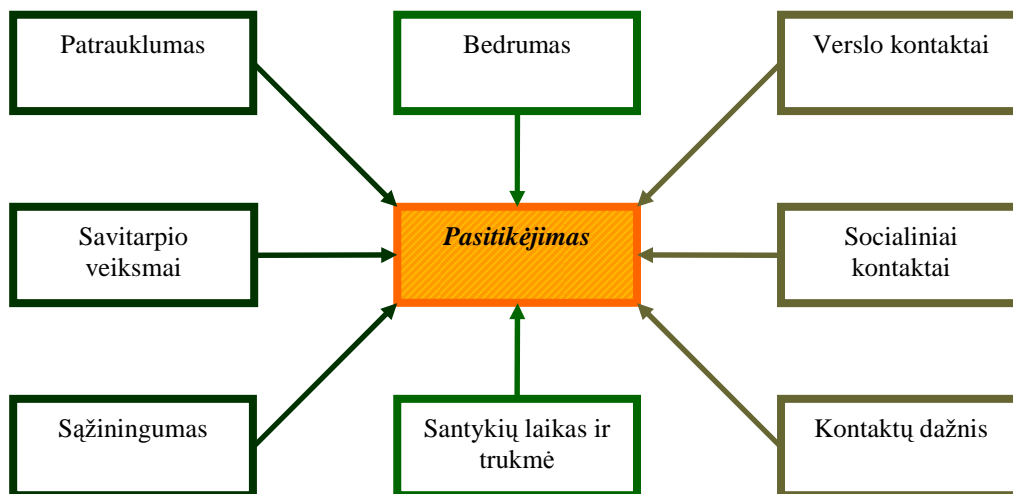 Patrauklumas
Bedrumas
Verslo kontaktai
Savitarpio
veiksmai
Pasitikėjimas
Socialiniai
kontaktai
Sąžiningumas
Santykių laikas ir
trukmė
Kontaktų dažnis